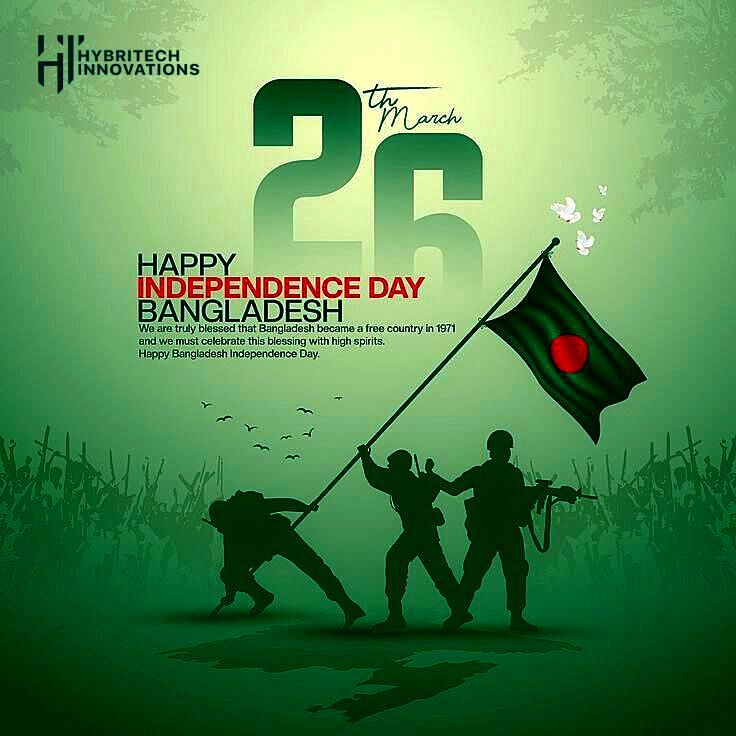 HYBRITECH
INNOVATIONS
26
th
March
HAPPY
INDEPENDENCE DAY
BANGLADESH
We are truly blessed that Bangladesh became a free country in 1971
and we must celebrate this blessing with high spirits.
Happy Bangladesh Independence Day.